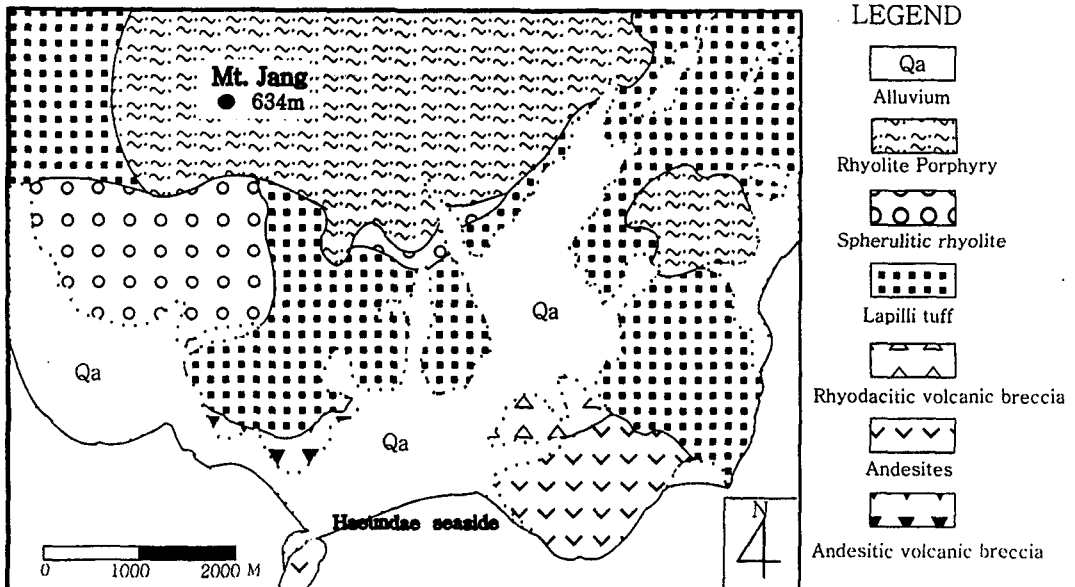 Mt. Jang
634m
Qa
Qa
Qa
Haeundae seaside
0 1000 2000 M
N
LEGEND
Qa
Alluvium
Rhyolite Porphyry
Spherulitic rhyolite
Lapilli tuff
Rhyodacitic volcanic breccia
Andesites
Andesitic volcanic breccia